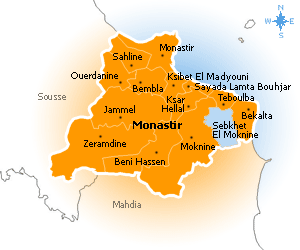 N
W E
S
Monastir
Sahline
Ouerdanine
Ksibet El Madyouni
Bembla
Sayada Lamta Bouhjar
Sousse
Ksar
Hellal
Teboulba
Jammel
Bekalta
Monastir
Sebkhet
El Moknine
Zeramdine
Moknine
Beni Hassen
Mahdia